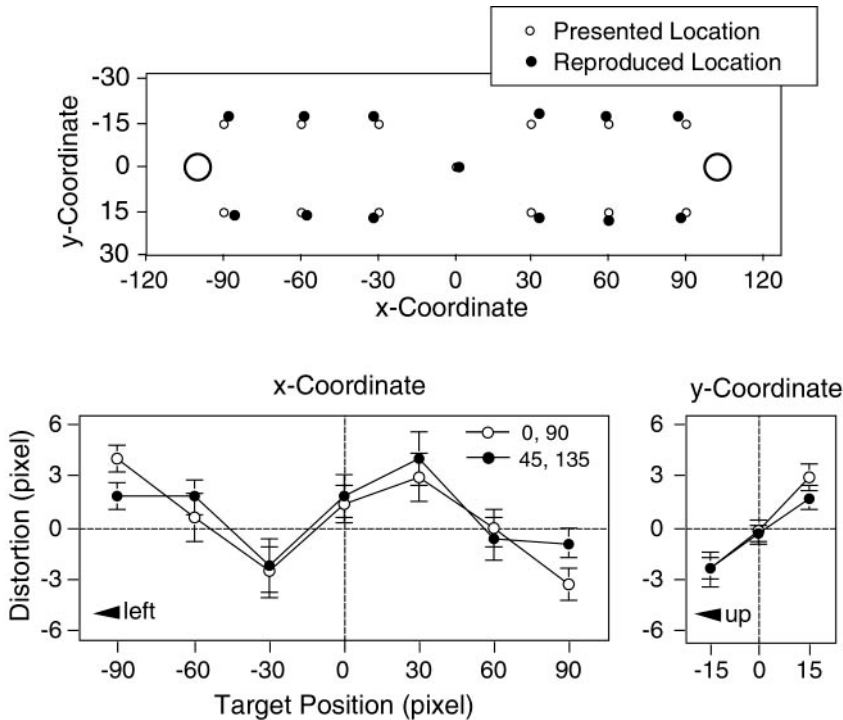 Presented Location
Reproduced Location
-30
-15
0
15
30
y-Coordinate
-120 -90 -60 -30 0 30 60 90 120
x-Coordinate
x-Coordinate
6
3
0
-3
-6
Distortion (pixel)
0, 90
45, 135
left
-90 -60 -30 0 30 60 90
Target Position (pixel)
y-Coordinate
6
3
0
-3
-6
up
-15 0 15